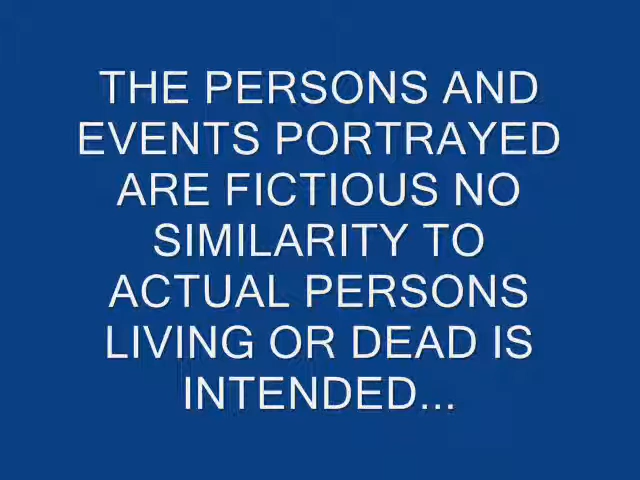 THE PERSONS AND
EVENTS PORTRAYED
ARE FICTIOUS NO
SIMILARITY TO
ACTUAL PERSONS
LIVING OR DEAD IS
INTENDED...